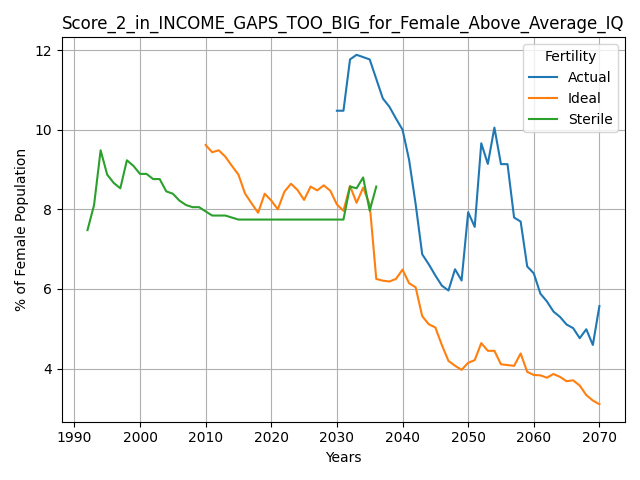 Score_2_in_INCOME_GAPS_TOO_BIG_for_Female_Above_Average_IQ
% of Female Population
12
10
8
6
4
Fertility
Actual
Ideal
Sterile
1990 2000 2010 2020 2030 2040 2050 2060 2070
Years